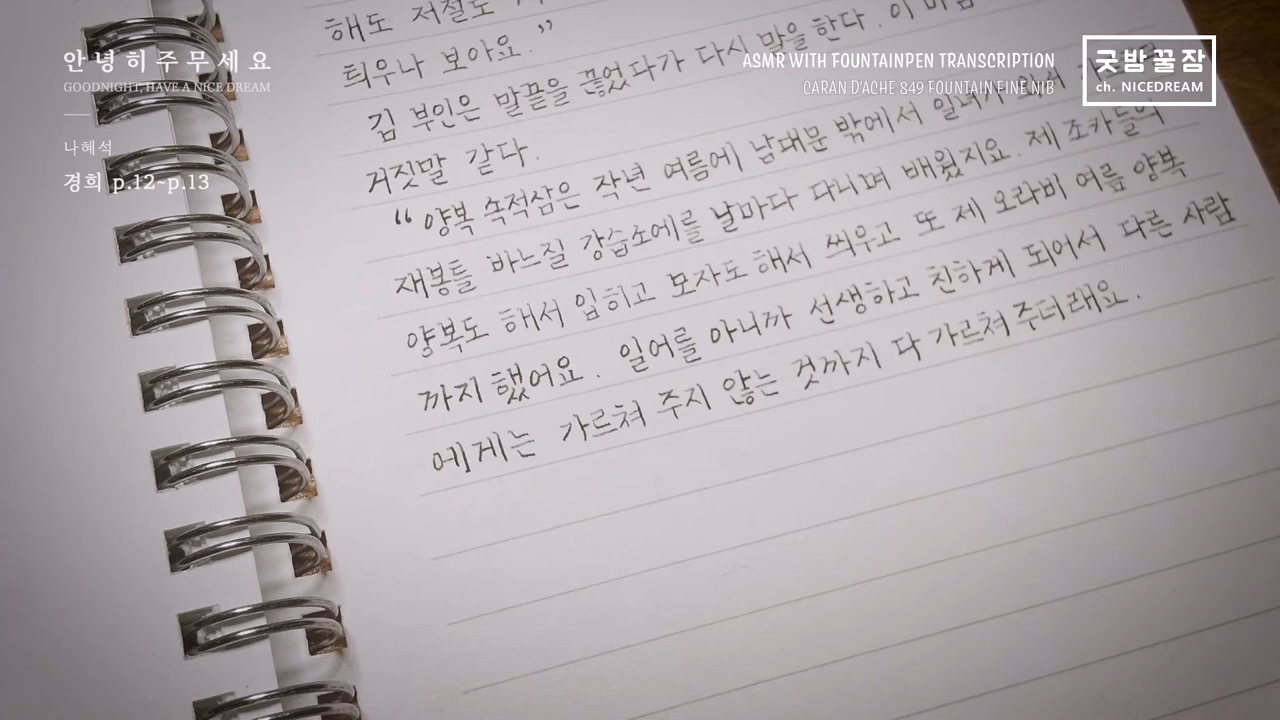 안녕히주무세요
GOODNIGHT, HAVE A NICE DREAM
나혜석
경희 p.12~p.13
ASMR WITH FOUNTAINPEN TRANSCRIPTION
CARAN D'ACHE 849 FOUNTAIN FINE NIB
굿밤꿀잠
ch. NICEDREAM
해도 저절도
틔우나 보아요.”
김 부인은 말끝을 끊었다가 다시 말을 한다. 이
거짓말 같다.
“양복 속적삼은 작년 여름에 남대문 밖에서 일녀가 와서
재봉틀 바느질 강습소에를 날마다 다니며 배웠지요. 제 조카들의
양복도 해서 입히고 모자도 해서 씌우고 또 제 오라비 여름 양복
까지 했어요. 일어를 아니까 선생하고 친하게 되어서 다른 사람
에게는 가르쳐 주지 않는 것까지 다 가르쳐 주더래요.